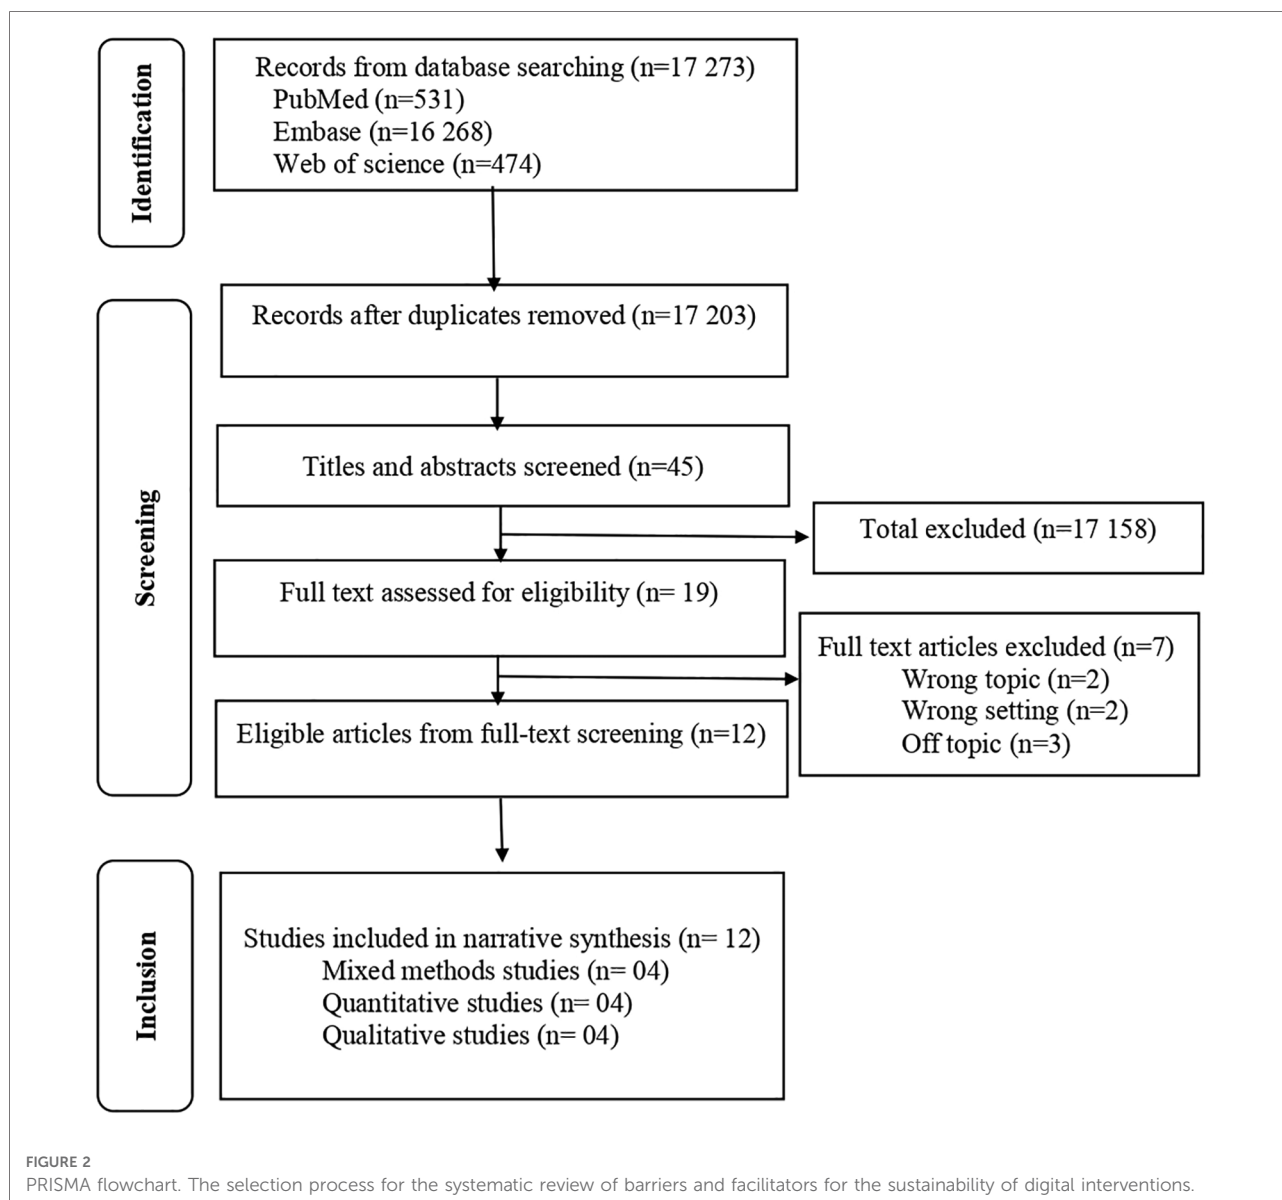 Identification
Records from database searching (n=17 273)
PubMed (n=531)
Embase (n=16 268)
Web of science (n=474)
Screening
Records after duplicates removed (n=17 203)
Titles and abstracts screened (n=45)
Total excluded (n=17 158)
Full text assessed for eligibility (n= 19)
Full text articles excluded (n=7)
Wrong topic (n=2)
Wrong setting (n=2)
Off topic (n=3)
Eligible articles from full-text screening (n=12)
Inclusion
Studies included in narrative synthesis (n= 12)
Mixed methods studies (n= 04)
Quantitative studies (n= 04)
Qualitative studies (n= 04)
FIGURE 2
PRISMA flowchart. The selection process for the systematic review of barriers and facilitators for the sustainability of digital interventions.